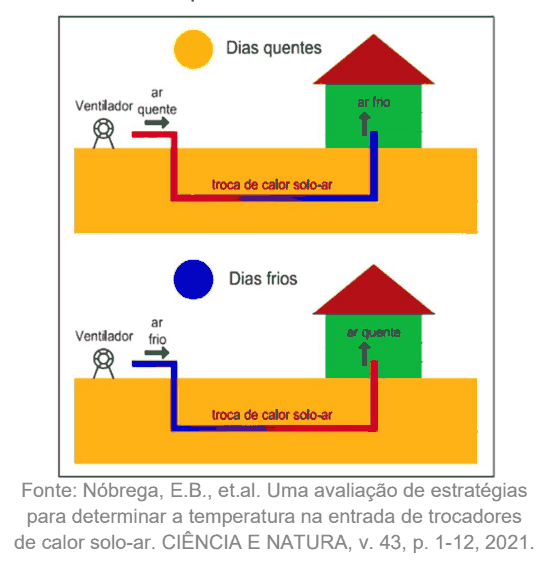 Dias quentes
Ventilador
ar
quente
ar frio
troca de calor solo-ar
Dias frios
Ventilador
ar
frio
ar quente
troca de calor solo-ar
Fonte: Nóbrega, E.B., et.al. Uma avaliação de estratégias
para determinar a temperatura na entrada de trocadores
de calor solo-ar. CIÊNCIA E NATURA, v. 43, p. 1-12, 2021.